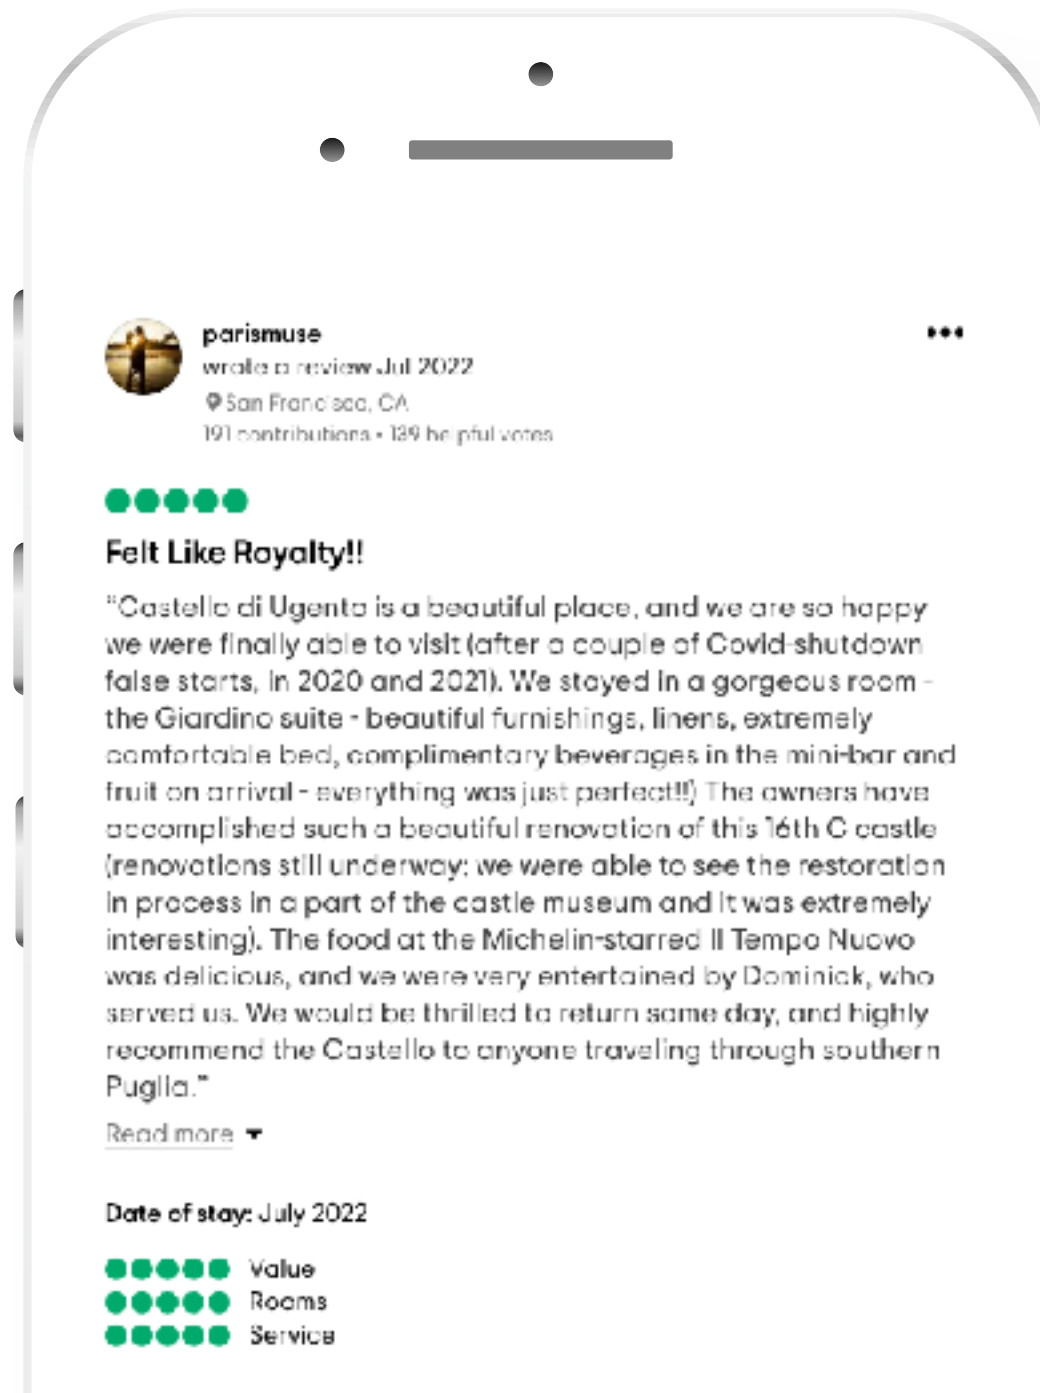 parismuse
wrote a review Jul 2022
San Francisco, CA
191 contributions • 139 helpful votes
Felt Like Royalty!!
"Castello di Ugento is a beautiful place, and we are so happy
we were finally able to visit (after a couple of Covid-shutdown
false starts, in 2020 and 2021). We stayed in a gorgeous room -
the Giardino suite - beautiful furnishings, linens, extremely
comfortable bed, complimentary beverages in the mini-bar and
fruit on arrival - everything was just perfect!!) The owners have
accomplished such a beautiful renovation of this 16th C castle
(renovations still underway; we were able to see the restoration
in process in a part of the castle museum and it was extremely
interesting). The food at the Michelin-starred Il Tempo Nuovo
was delicious, and we were very entertained by Dominick, who
served us. We would be thrilled to return some day, and highly
recommend the Castello to anyone traveling through southern
Puglia."
Read more
Date of stay: July 2022
Value
Rooms
Service